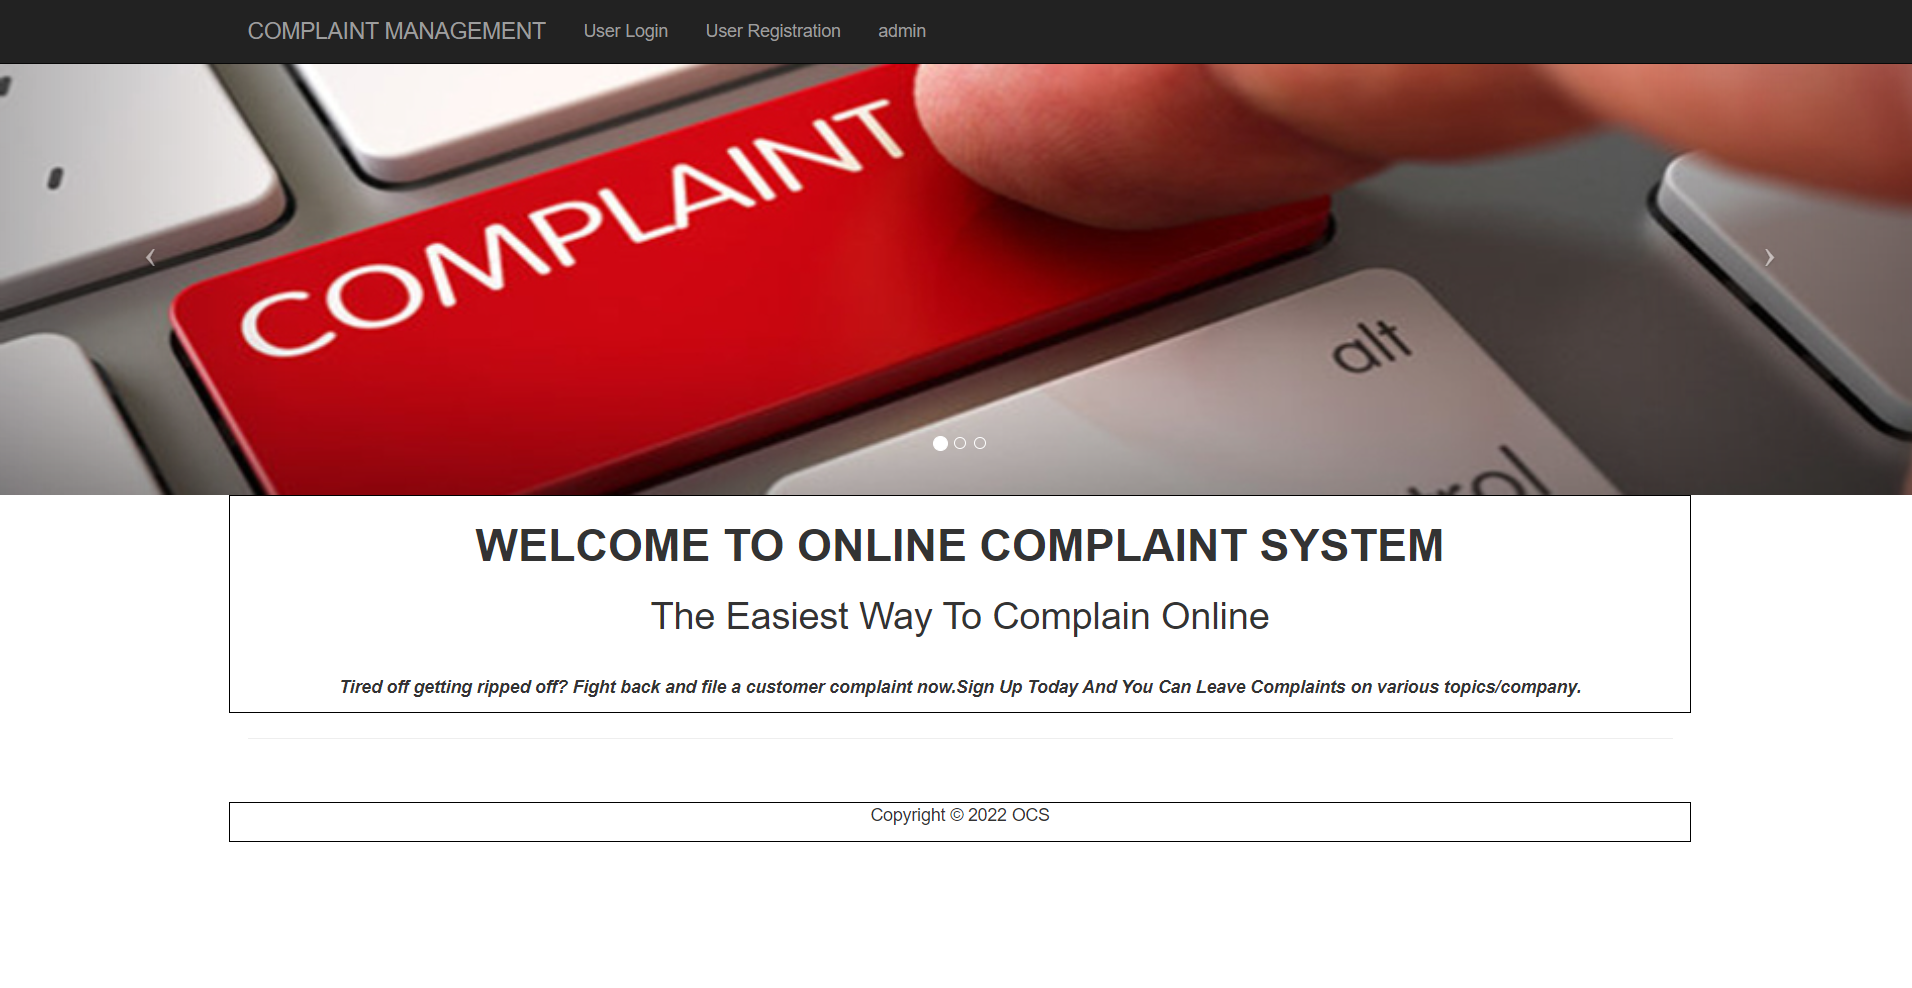 COMPLAINT MANAGEMENT User Login User Registration admin
COMPLAINT
alt
WELCOME TO ONLINE COMPLAINT SYSTEM
The Easiest Way To Complain Online
Tired off getting ripped off? Fight back and file a customer complaint now.Sign Up Today And You Can Leave Complaints on various topics/company.
Copyright © 2022 OCS